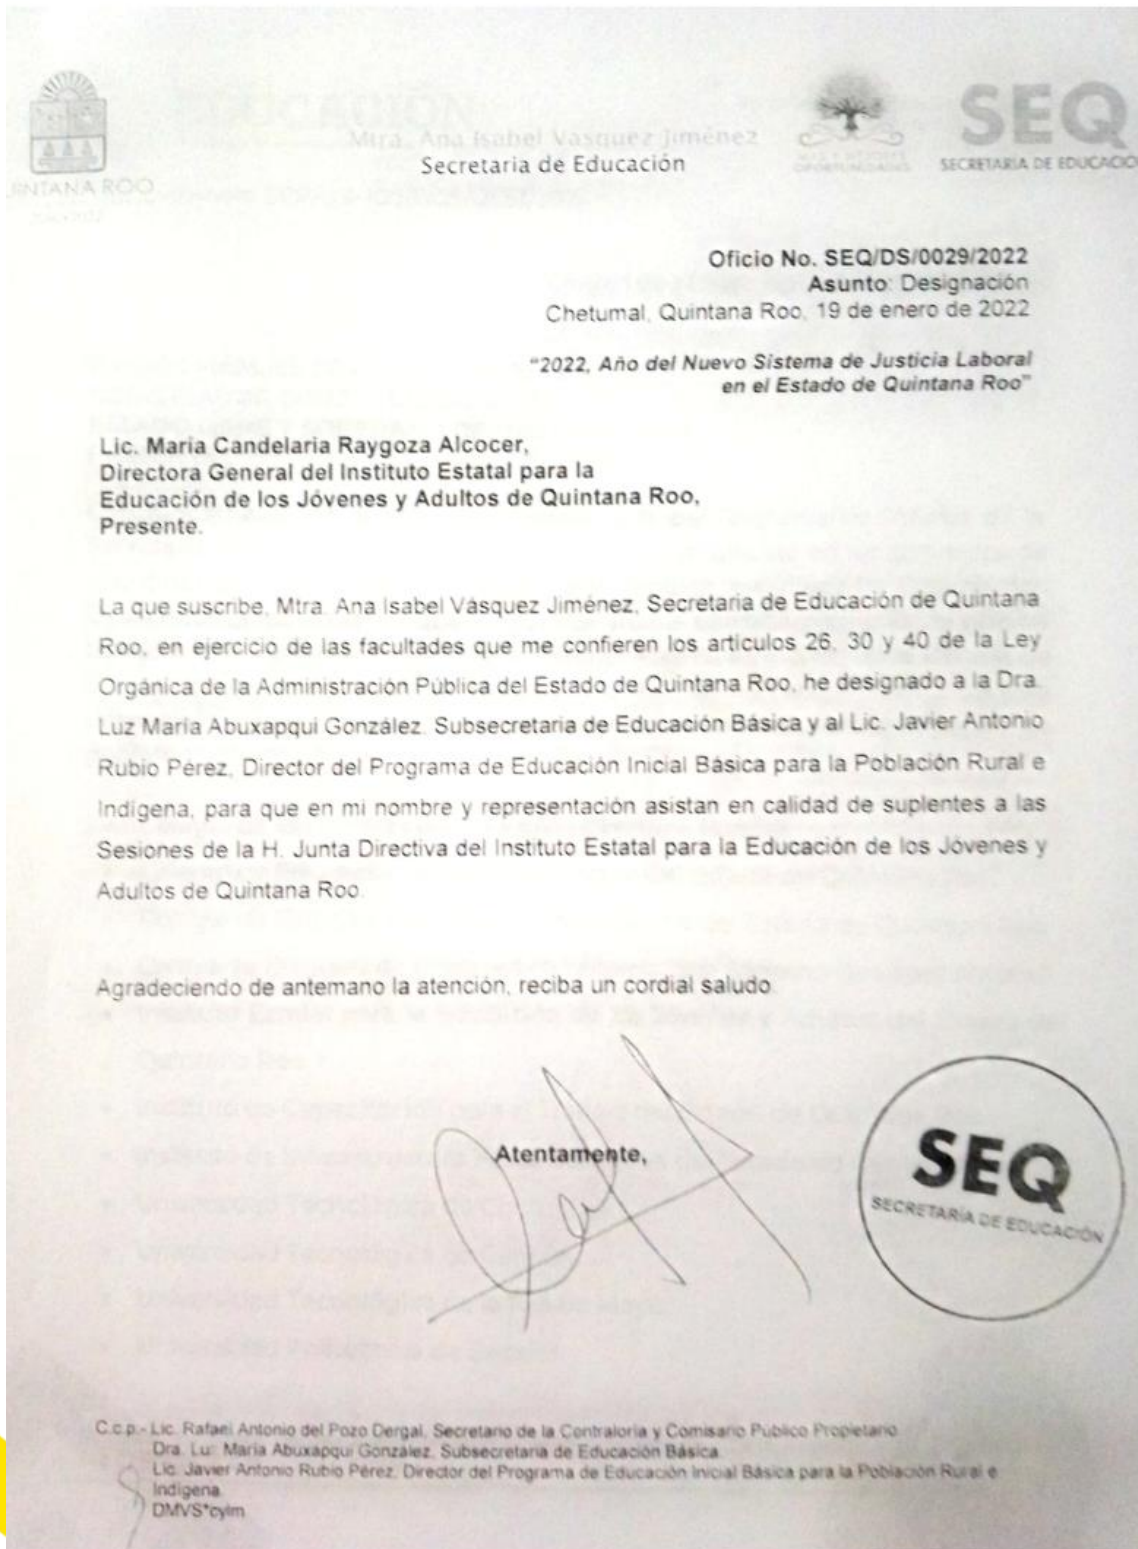 Mtra. Ana Isabel Vásquez Jiménez
Secretaria de Educación
QUINTANA ROO
OPORTUNIDADES
SEQ
SECRETARIA DE EDUCACIÓ
Oficio No. SEQ/DS/0029/2022
Asunto: Designación
Chetumal, Quintana Roo, 19 de enero de 2022
"2022, Año del Nuevo Sistema de Justicia Laboral
en el Estado de Quintana Roo"
Lic. María Candelaria Raygoza Alcocer,
Directora General del Instituto Estatal para la
Educación de los Jóvenes y Adultos de Quintana Roo,
Presente.
La que suscribe, Mtra. Ana Isabel Vásquez Jiménez, Secretaria de Educación de Quintana
Roo, en ejercicio de las facultades que me confieren los artículos 26, 30 y 40 de la Ley
Orgánica de la Administración Pública del Estado de Quintana Roo, he designado a la Dra.
Luz María Abuxapqui González, Subsecretaria de Educación Básica y al Lic. Javier Antonio
Rubio Pérez, Director del Programa de Educación Inicial Básica para la Población Rural e
Indígena, para que en mi nombre y representación asistan en calidad de suplentes a las
Sesiones de la H. Junta Directiva del Instituto Estatal para la Educación de los Jóvenes y
Adultos de Quintana Roo.
Agradeciendo de antemano la atención, reciba un cordial saludo.
Atentamente,
SEQ
SECRETARÍA DE EDUCACIÓN
C.c.p.- Lic. Rafael Antonio del Pozo Dergal, Secretario de la Contraloría y Comisario Público Propietario
Dra. Luz María Abuxapqui González, Subsecretaria de Educación Básica.
Lic. Javier Antonio Rubio Pérez, Director del Programa de Educación Inicial Básica para la Población Rural e
Indígena.
DMVS*cylm